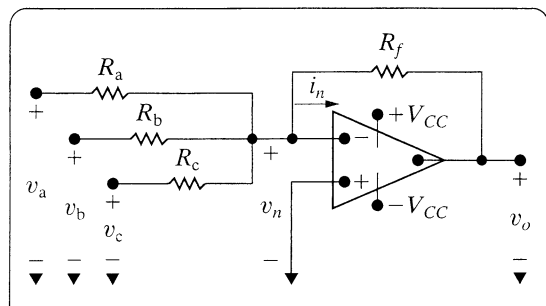 R_f
R_a
i_n
+
R_b
+V_CC
+
R_c
+
−
+
+
+
v_a
v_n
v_b
−V_CC
v_c
v_o
− − − − −